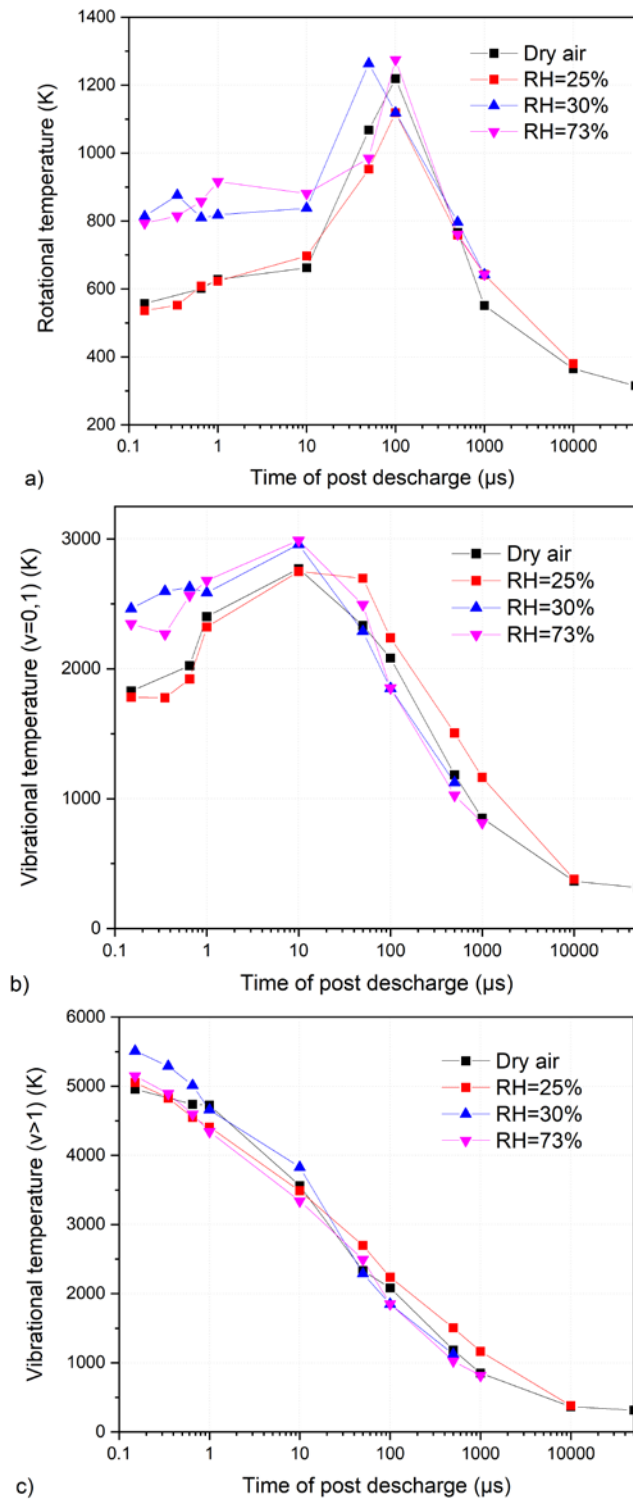 1400
1200
1000
800
600
400
200
Rotational temperature (K)
Dry air
RH=25%
RH=30%
RH=73%
0.1 1 10 100 1000 10000
Time of post descharge (µs)
a)
3000
2000
1000
0
Vibrational temperature (v=0,1) (K)
Dry air
RH=25%
RH=30%
RH=73%
0.1 1 10 100 1000 10000
Time of post descharge (µs)
b)
6000
5000
4000
3000
2000
1000
0
Vibrational temperature (v>1) (K)
Dry air
RH=25%
RH=30%
RH=73%
0.1 1 10 100 1000 10000
Time of post descharge (µs)
c)